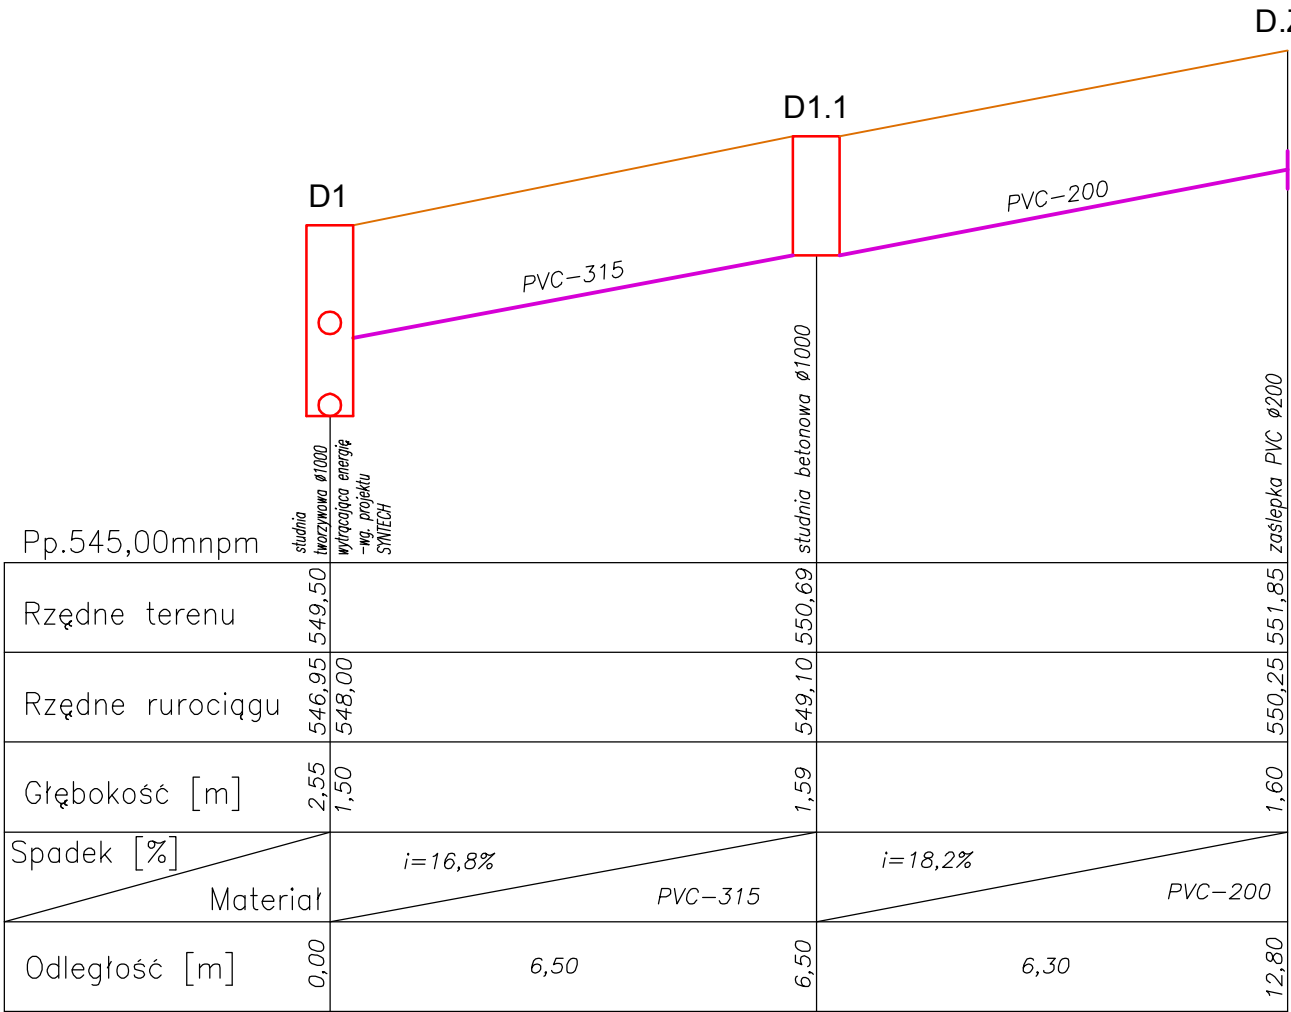 D.Z
D1.1
D1
PVC-200
PVC-315
studnia
tworzywowa ø1000
wytrącająca energię
-wg. projektu
SYNTECH
studnia betonowa ø1000
zaślepka PVC ø200
Pp.545,00mnpm
Rzędne terenu 549,50 550,69 551,85
Rzędne rurociągu 546,95 548,00 549,10 550,25
Głębokość [m] 2,55 1,50 1,59 1,60
Spadek [%] i=16,8% i=18,2%
Materiał PVC-315 PVC-200
Odległość [m] 0,00 6,50 6,50 6,30 12,80